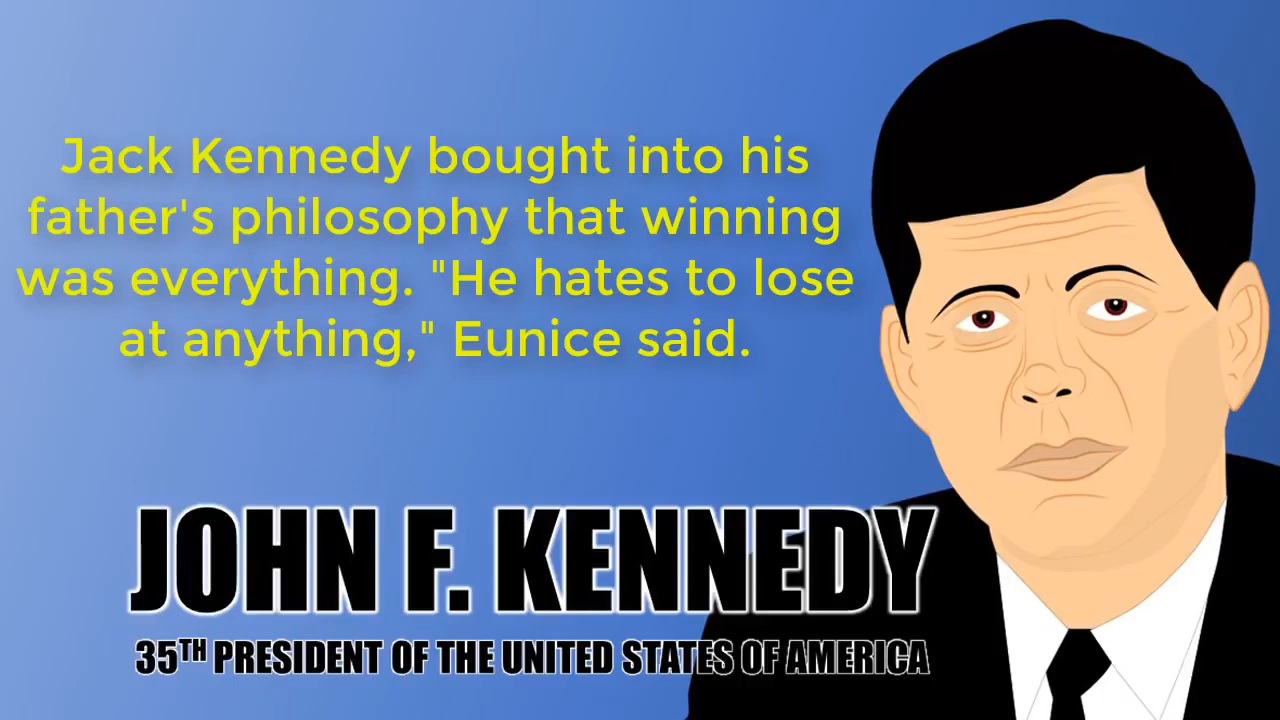 Jack Kennedy bought into his
father's philosophy that winning
was everything. "He hates to lose
at anything," Eunice said.
JOHN F. KENNEDY
35TH PRESIDENT OF THE UNITED STATES OF AMERICA